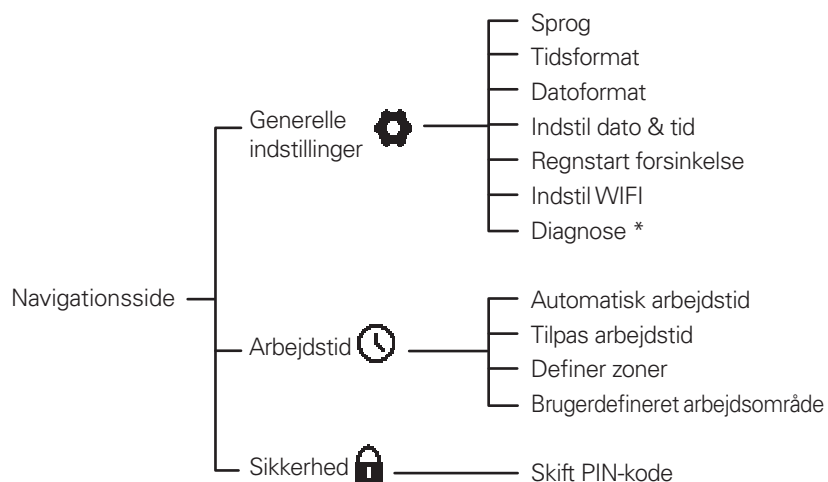 Navigationsside
Generelle
indstillinger
Sprog
Tidsformat
Datoformat
Indstil dato & tid
Regnstart forsinkelse
Indstil WIFI
Diagnose *
Arbejdstid
Automatisk arbejdstid
Tilpas arbejdstid
Definer zoner
Brugerdefineret arbejdsområde
Sikkerhed
Skift PIN-kode